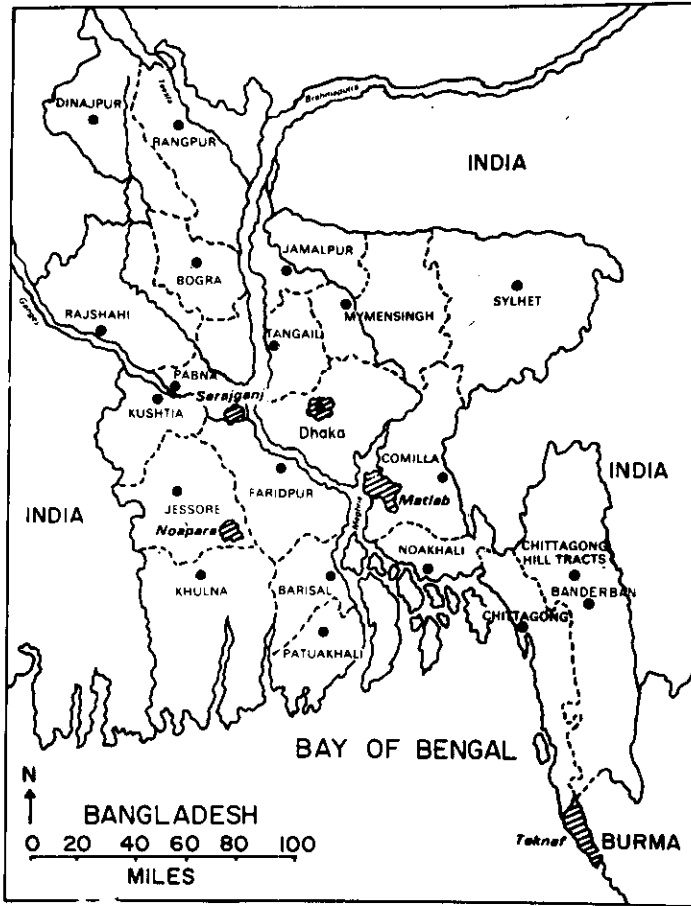 DINAJPUR
Teesta
Brahmaputra
RANGPUR
INDIA
JAMALPUR
BOGRA
SYLHET
MYMENSINGH
Ganges
RAJSHAHI
TANGAIL
PABNA
Serajganj
KUSHTIA
Dhaka
COMILLA
INDIA
FARIDPUR
Matlab
JESSORE
Meghna
INDIA
Noapara
NOAKHALI
CHITTAGONG
HILL TRACTS
KHULNA
BARISAL
BANDERBAN
CHITTAGONG
PATUAKHALI
BAY OF BENGAL
N
BANGLADESH
0 20 40 60 80 100
MILES
Teknaf
BURMA